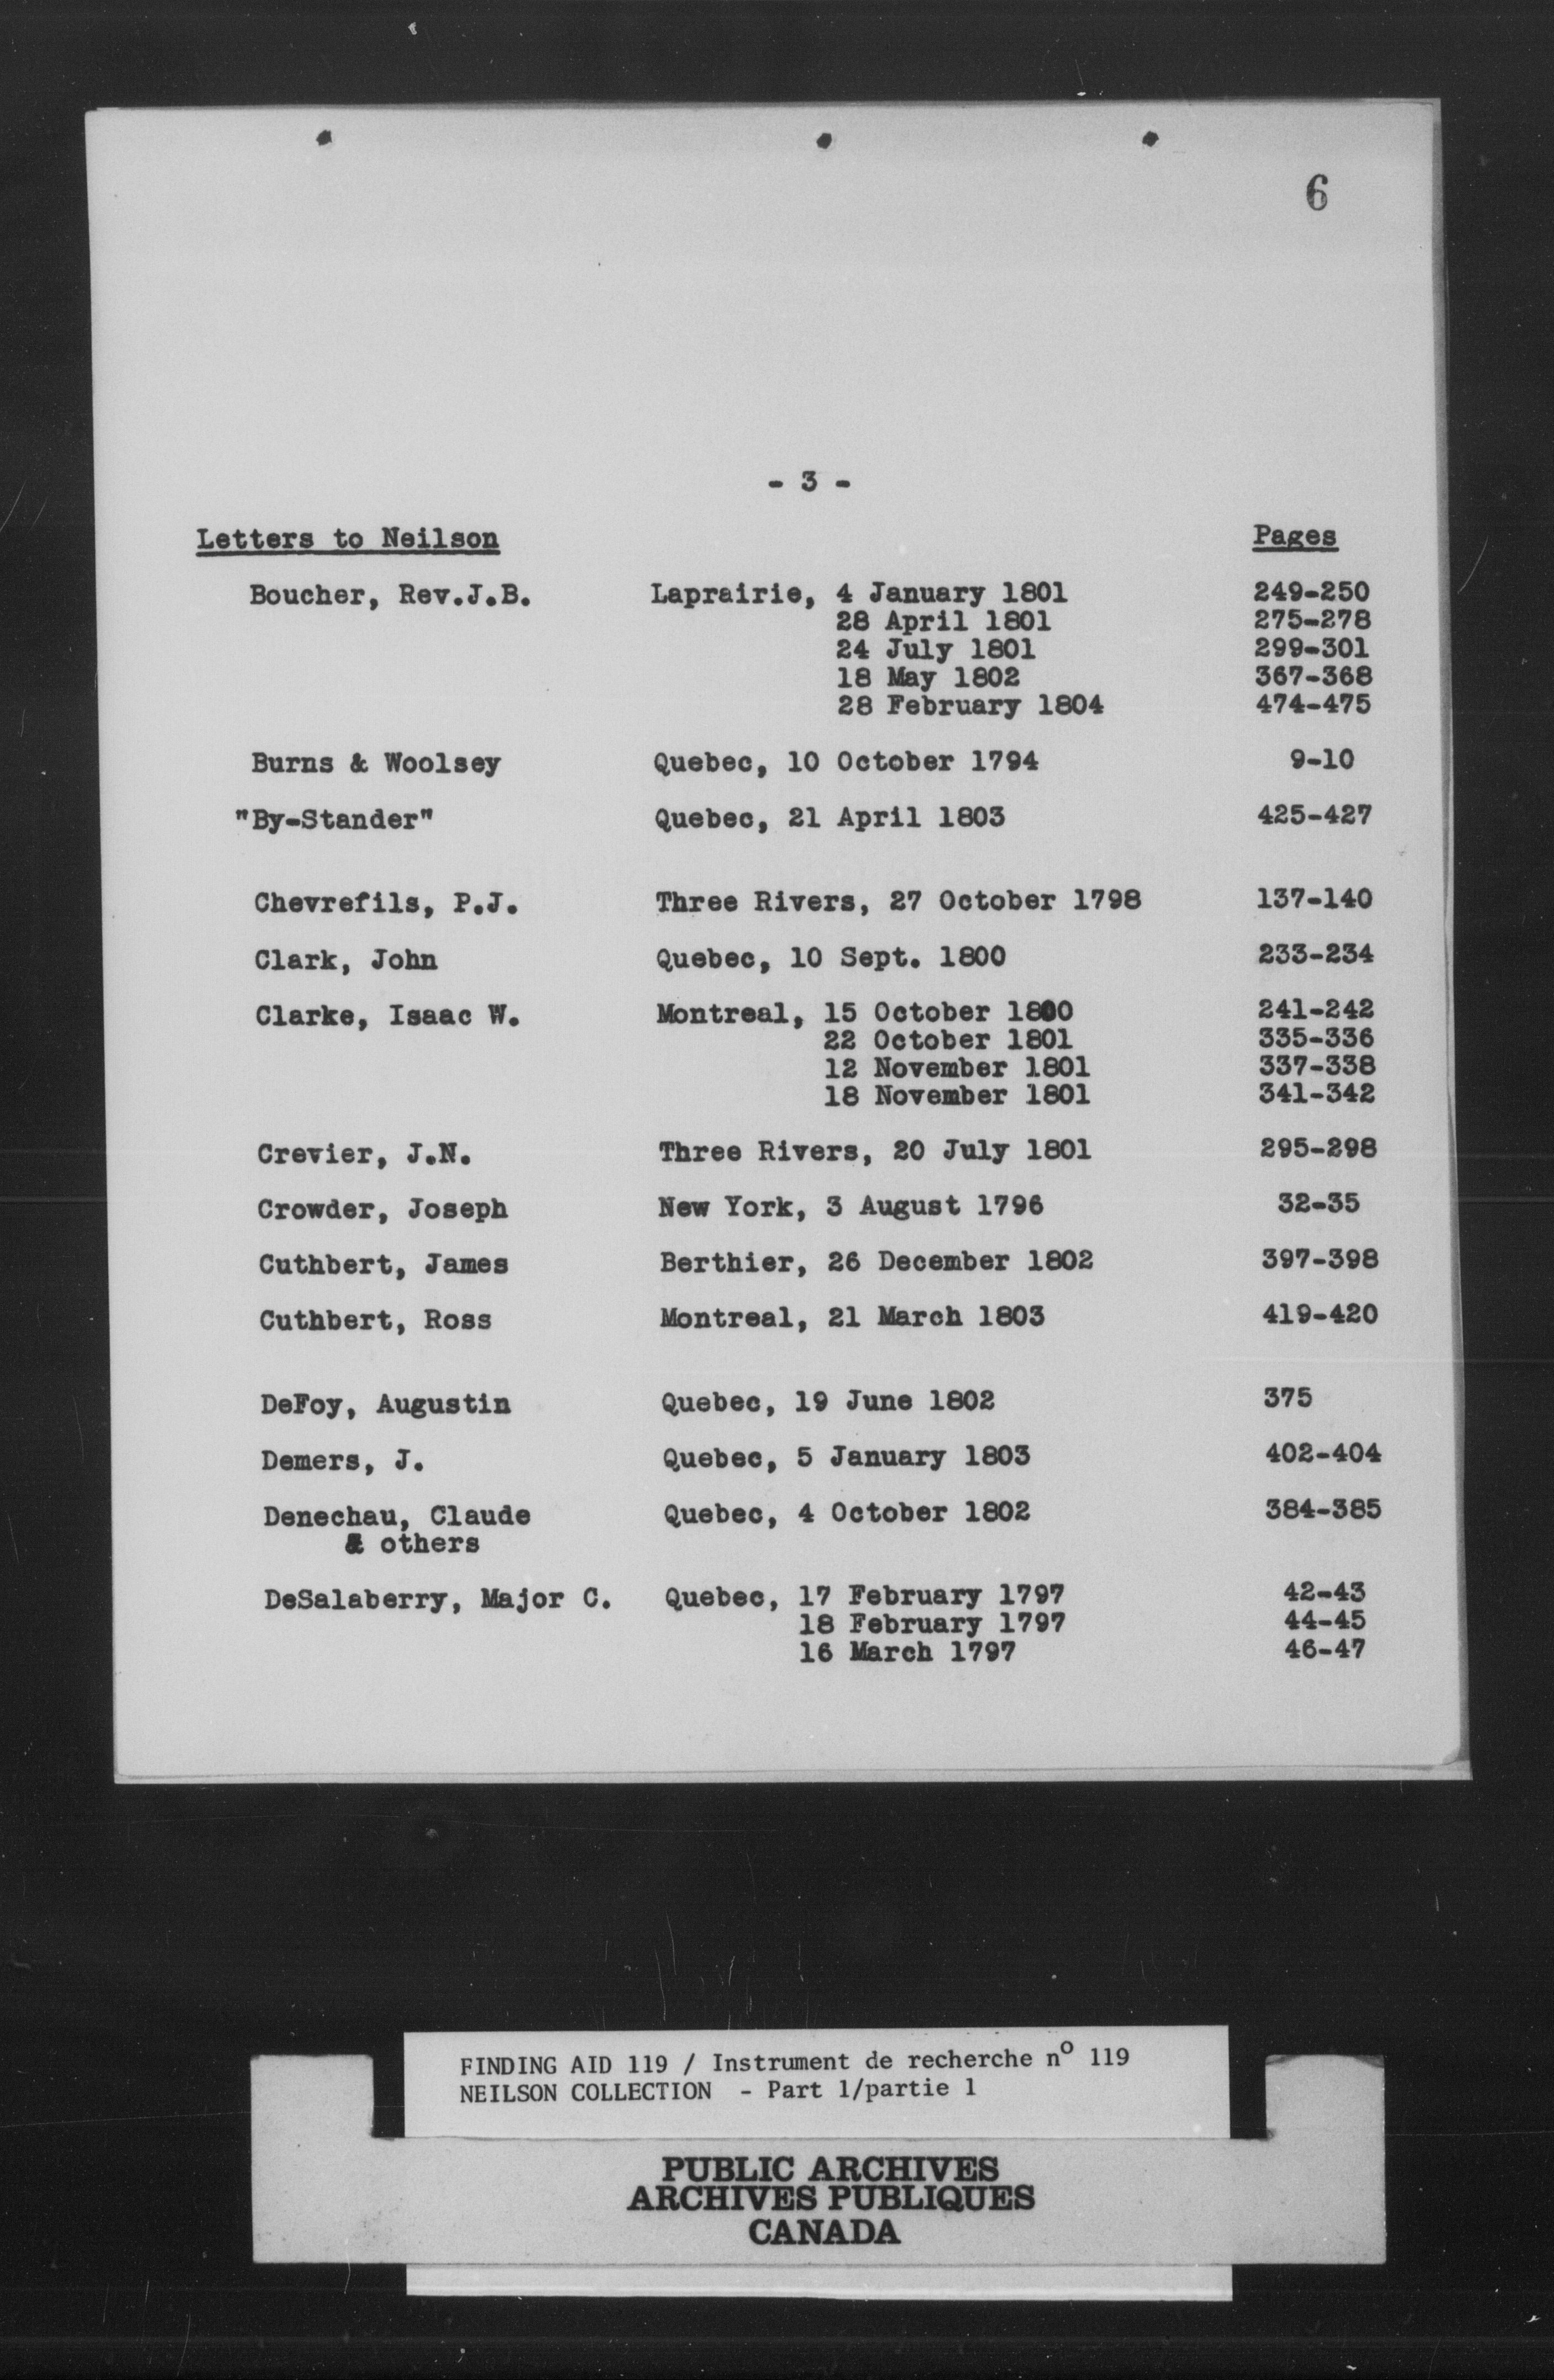 6
- 3 -
Letters to Neilson Pages
Boucher, Rev.J.B. Laprairie, 4 January 1801 249-250
28 April 1801 275-278
24 July 1801 299-301
18 May 1802 367-368
28 February 1804 474-475
Burns & Woolsey Quebec, 10 October 1794 9-10
"By-Stander" Quebec, 21 April 1803 425-427
Chevrefils, P.J. Three Rivers, 27 October 1798 137-140
Clark, John Quebec, 10 Sept. 1800 233-234
Clarke, Isaac W. Montreal, 15 October 1800 241-242
22 October 1801 335-336
12 November 1801 337-338
18 November 1801 341-342
Crevier, J.N. Three Rivers, 20 July 1801 295-298
Crowder, Joseph New York, 3 August 1796 32-35
Cuthbert, James Berthier, 26 December 1802 397-398
Cuthbert, Ross Montreal, 21 March 1803 419-420
DeFoy, Augustin Quebec, 19 June 1802 375
Demers, J. Quebec, 5 January 1803 402-404
Denechau, Claude Quebec, 4 October 1802 384-385
& others
DeSalaberry, Major C. Quebec, 17 February 1797 42-43
18 February 1797 44-45
16 March 1797 46-47
FINDING AID 119 / Instrument de recherche nº 119
NEILSON COLLECTION - Part 1/partie 1
PUBLIC ARCHIVES
ARCHIVES PUBLIQUES
CANADA